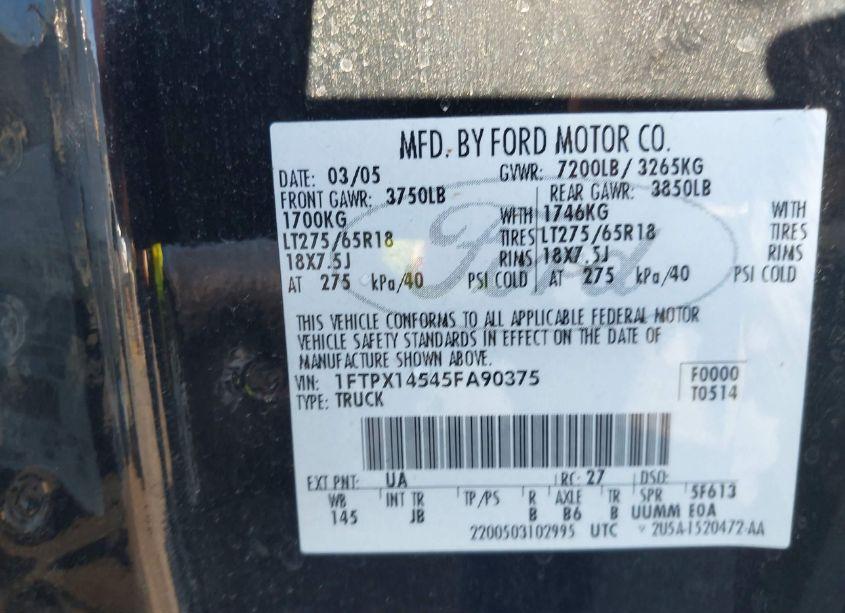 MFD. BY FORD MOTOR CO.
DATE: 03/05 GVWR: 7200LB/ 3265KG
FRONT GAWR: 3750LB REAR GAWR: 3850LB
1700KG WITH 1746KG WITH
LT275/65R18 TIRES LT275/65R18 TIRES
18X7.5J RIMS 18X7.5J RIMS
AT 275 kPa/40 PSI COLD AT 275 kPa/40 PSI COLD
Ford
THIS VEHICLE CONFORMS TO ALL APPLICABLE FEDERAL MOTOR
VEHICLE SAFETY STANDARDS IN EFFECT ON THE DATE OF
MANUFACTURE SHOWN ABOVE.
VIN: 1FTPX14545FA90375 F0000
TYPE: TRUCK T0514
EXT PNT: UA RC: 27 DSO:
WB INT TR TP/PS R AXLE TR SPR 5F613
145 JB B B6 B UUMM E0A
2200503102995 UTC 2U5A-1520472-AA